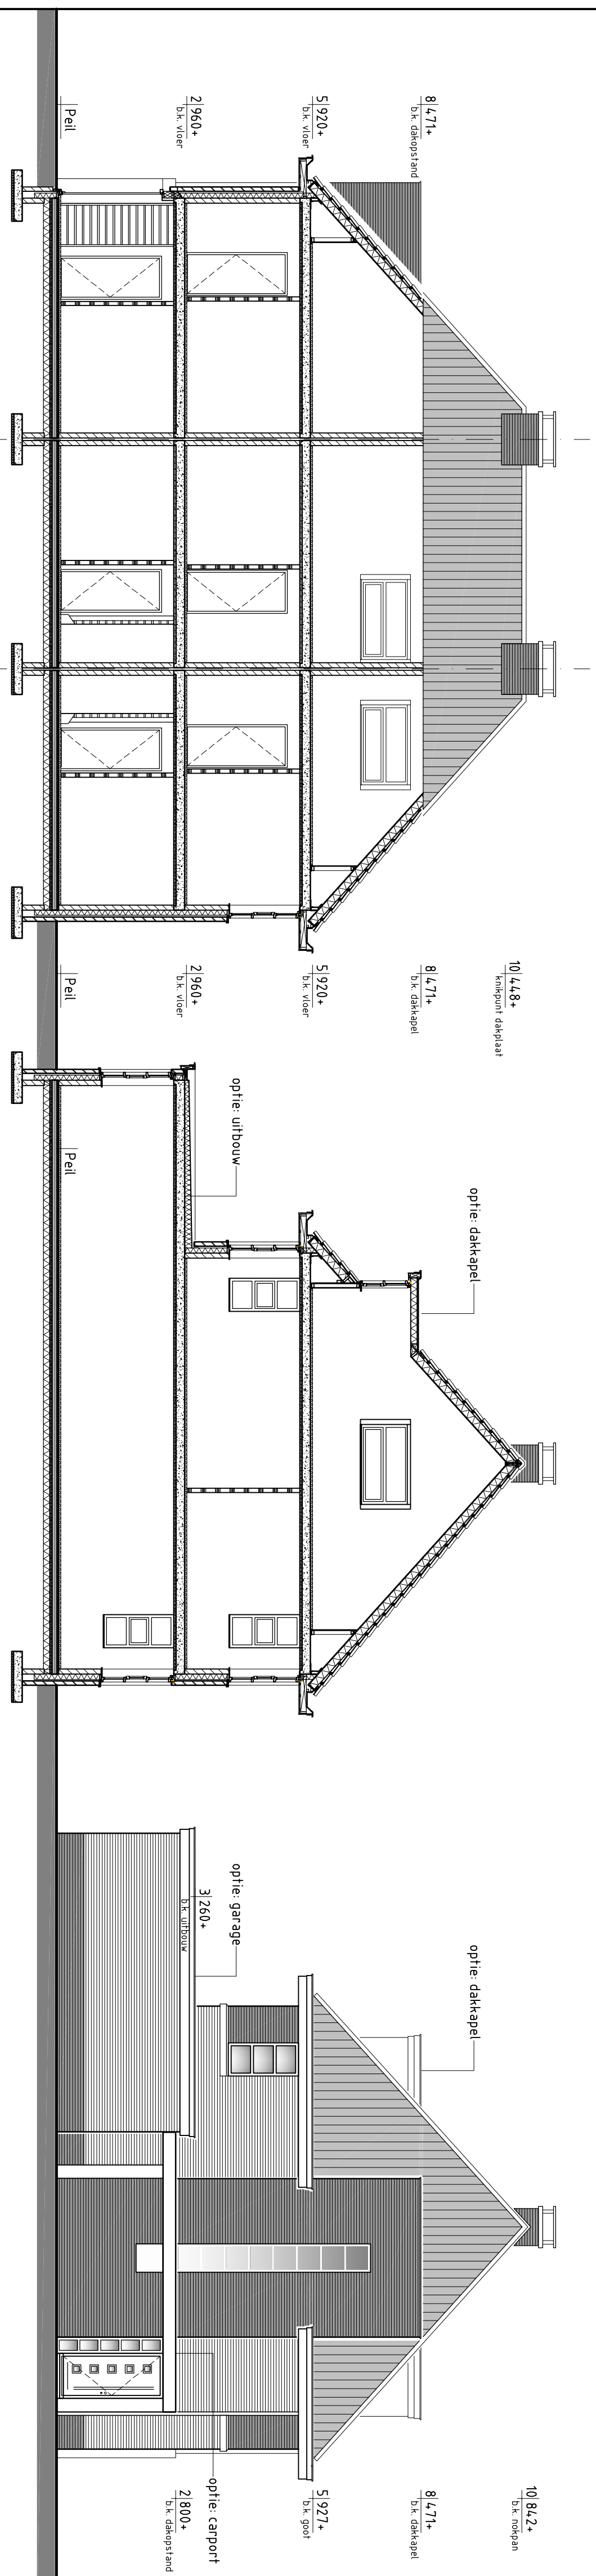 8|471+
b.k. dakopstand
5|920+
b.k. vloer
2|960+
b.k. vloer
Peil
10|448+
knikpunt dakplaat
8|471+
b.k. dakkapel
5|920+
b.k. vloer
2|960+
b.k. vloer
Peil
optie: dakkapel
optie: uitbouw
Peil
optie: dakkapel
optie: garage
3|260+
b.k. uitbouw
optie: carport
10|842+
b.k. nokpan
8|471+
b.k. dakkapel
5|927+
b.k. goot
2|800+
b.k. dakopstand